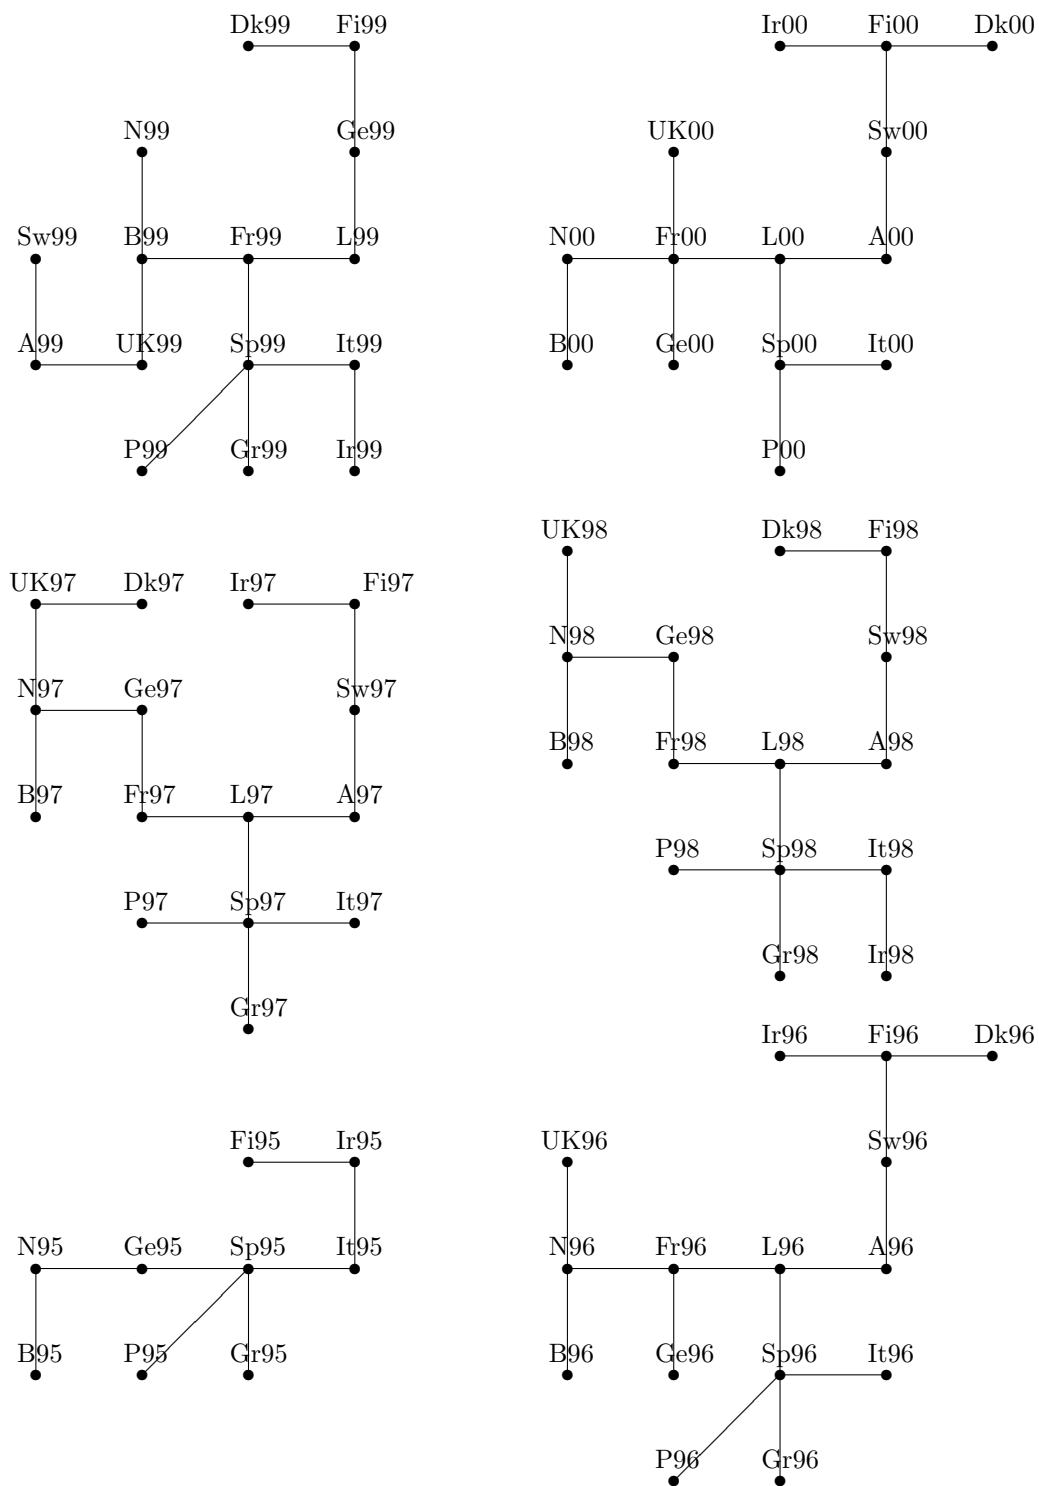 Dk99 Fi99 Ir00 Fi00 Dk00
N99 Ge99 UK00 Sw00
Sw99 B99 Fr99 L99 N00 Fr00 L00 A00
A99 UK99 Sp99 It99 B00 Ge00 Sp00 It00
P99 Gr99 Ir99 P00
UK98 Dk98 Fi98
UK97 Dk97 Ir97 Fi97
N98 Ge98 Sw98
N97 Ge97 Sw97
B98 Fr98 L98 A98
B97 Fr97 L97 A97
P98 Sp98 It98
P97 Sp97 It97
Gr98 Ir98
Gr97
Ir96 Fi96 Dk96
Fi95 Ir95 UK96 Sw96
N95 Ge95 Sp95 It95 N96 Fr96 L96 A96
B95 P95 Gr95 B96 Ge96 Sp96 It96
P96 Gr96